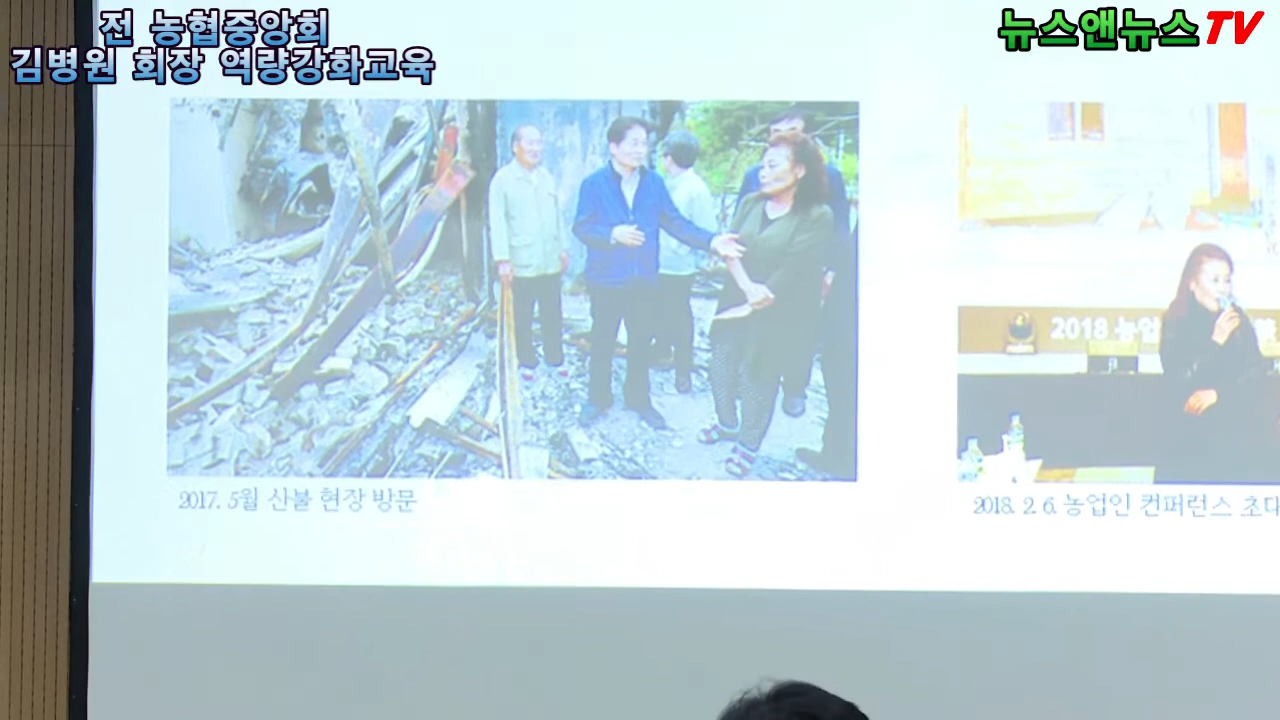 전 농협중앙회
김병원 회장 역량강화교육
뉴스앤뉴스TV
2018 농업
2017. 5월 산불 현장 방문
2018. 2. 6. 농업인 컨퍼런스 초대